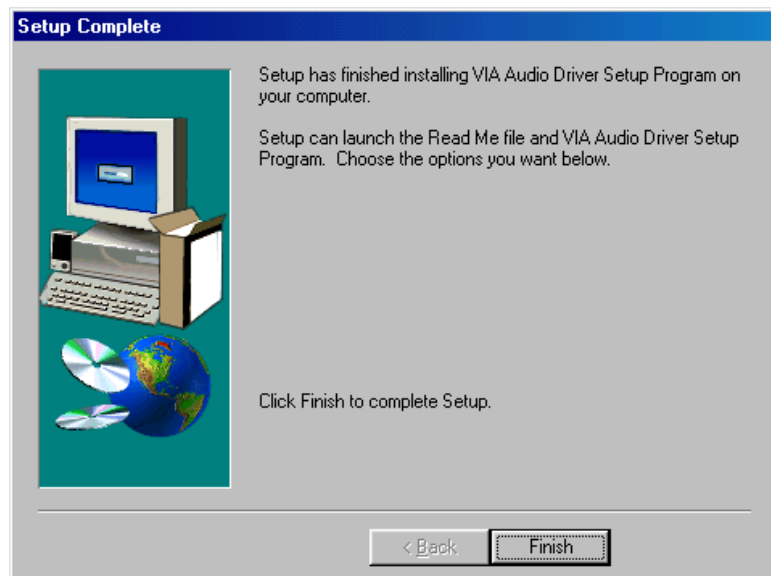 Setup Complete
Setup has finished installing VIA Audio Driver Setup Program on
your computer.
Setup can launch the Read Me file and VIA Audio Driver Setup
Program.  Choose the options you want below.
Click Finish to complete Setup.
< Back
Finish